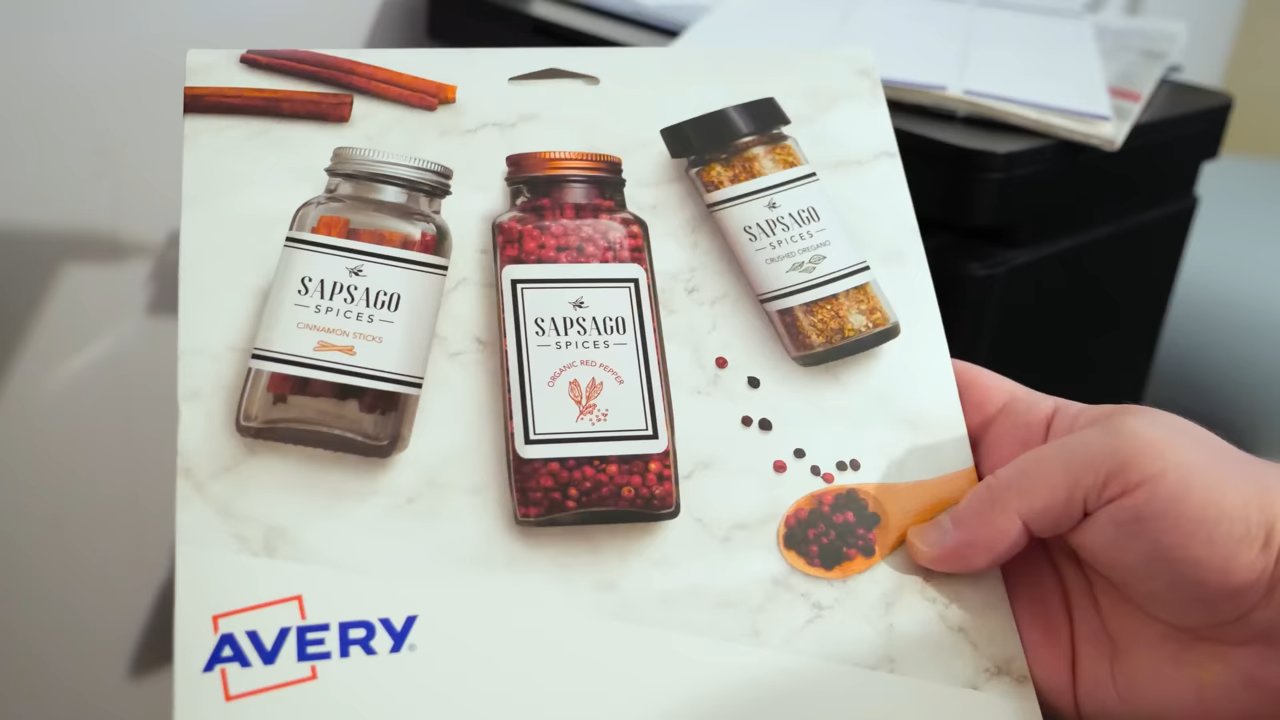 SAPSAGO
SPICES
CINNAMON STICKS
SAPSAGO
SPICES
ORGANIC RED PEPPER
SAPSAGO
SPICES
CRUSHED OREGANO
AVERY®